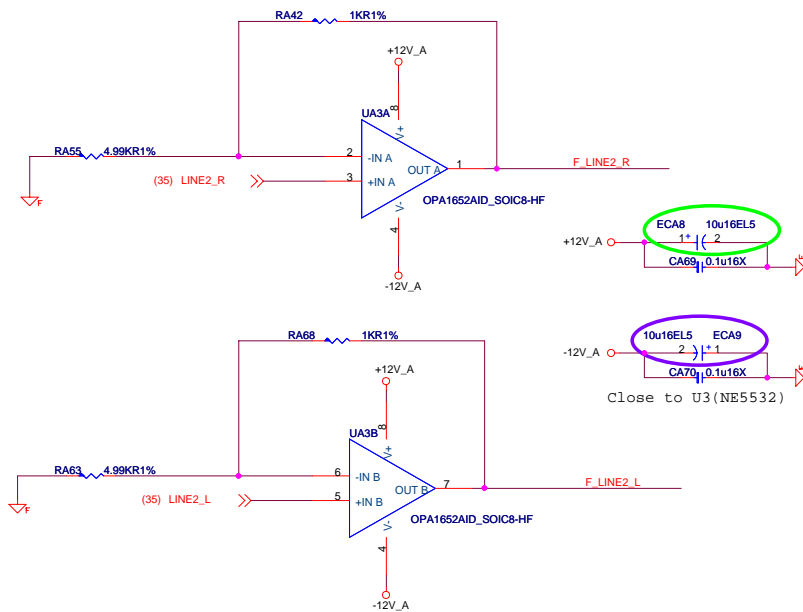 RA42 1KR1%
+12V_A
8
UA3A
V+
RA55 4.99KR1%
2 -IN A
OUT A 1
F_LINE2_R
(35) LINE2_R
3 +IN A
F
V-
OPA1652AID_SOIC8-HF
4
-12V_A
ECA8 10u16EL5
+12V_A
1 + 2
CA69 0.1u16X
RA68 1KR1%
10u16EL5 ECA9
-12V_A
2 + 1
CA70 0.1u16X
Close to U3(NE5532)
+12V_A
8
UA3B
V+
RA63 4.99KR1%
6 -IN B
OUT B 7
F_LINE2_L
(35) LINE2_L
5 +IN B
F
V-
OPA1652AID_SOIC8-HF
4
-12V_A